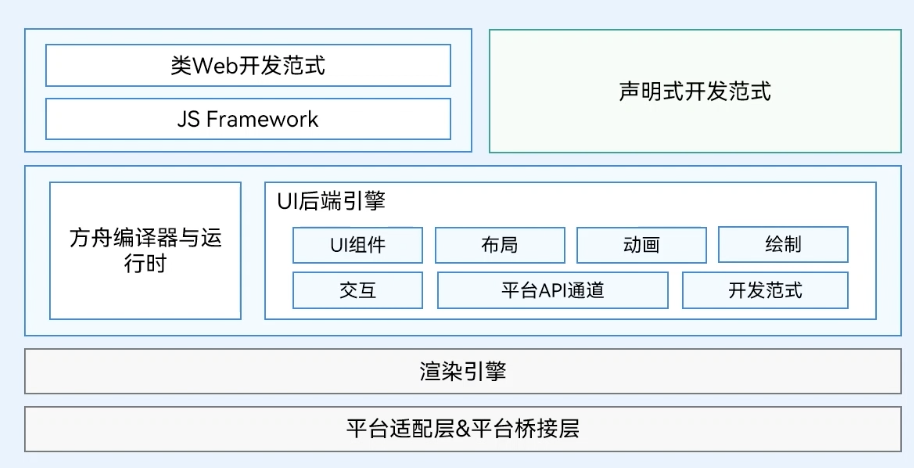 类Web开发范式
JS Framework
声明式开发范式
方舟编译器与运
行时
UI后端引擎
UI组件
布局
动画
绘制
交互
平台API通道
开发范式
渲染引擎
平台适配层&平台桥接层